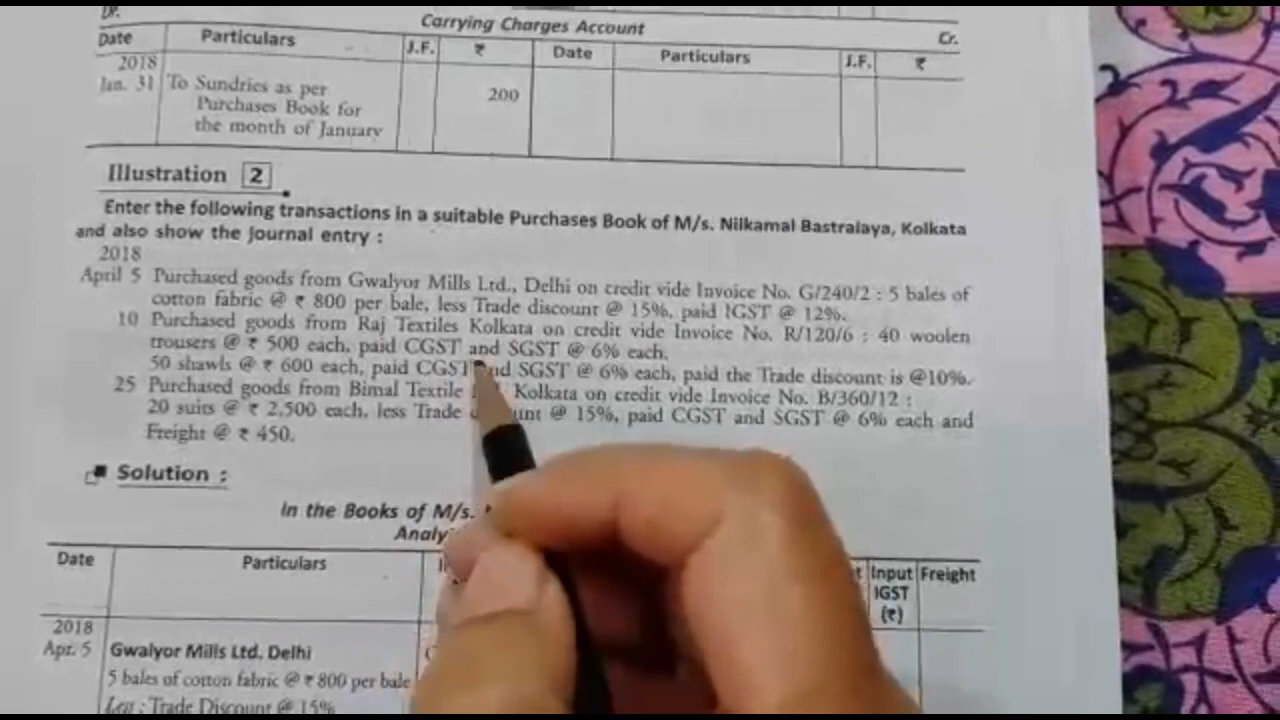 Dr.
Carrying Charges Account
Cr.
Date Particulars J.F. ₹ Date Particulars J.F. ₹
2018
Jan. 31 To Sundries as per 200
Purchases Book for
the month of January
Illustration 2
Enter the following transactions in a suitable Purchases Book of M/s. Nilkamal Bastralaya, Kolkata
and also show the journal entry :
2018
April 5 Purchased goods from Gwalyor Mills Ltd., Delhi on credit vide Invoice No. G/240/2 : 5 bales of
cotton fabric @ ₹ 800 per bale, less Trade discount @ 15%, paid IGST @ 12%.
10 Purchased goods from Raj Textiles Kolkata on credit vide Invoice No. R/120/6 : 40 woolen
trousers @ ₹ 500 each, paid CGST and SGST @ 6% each.
50 shawls @ ₹ 600 each, paid CGST and SGST @ 6% each, paid the Trade discount is @10%.
25 Purchased goods from Bimal Textile Kolkata on credit vide Invoice No. B/360/12 :
20 suits @ ₹ 2,500 each, less Trade @ 15%, paid CGST and SGST @ 6% each and
Freight @ ₹ 450.
Solution :
In the Books of M/s.
Date Particulars Input Freight
IGST
(₹)
2018
Apr. 5 Gwalyor Mills Ltd. Delhi
5 bales of cotton fabric @ ₹ 800 per bale
Less : Trade Discount @ 15%